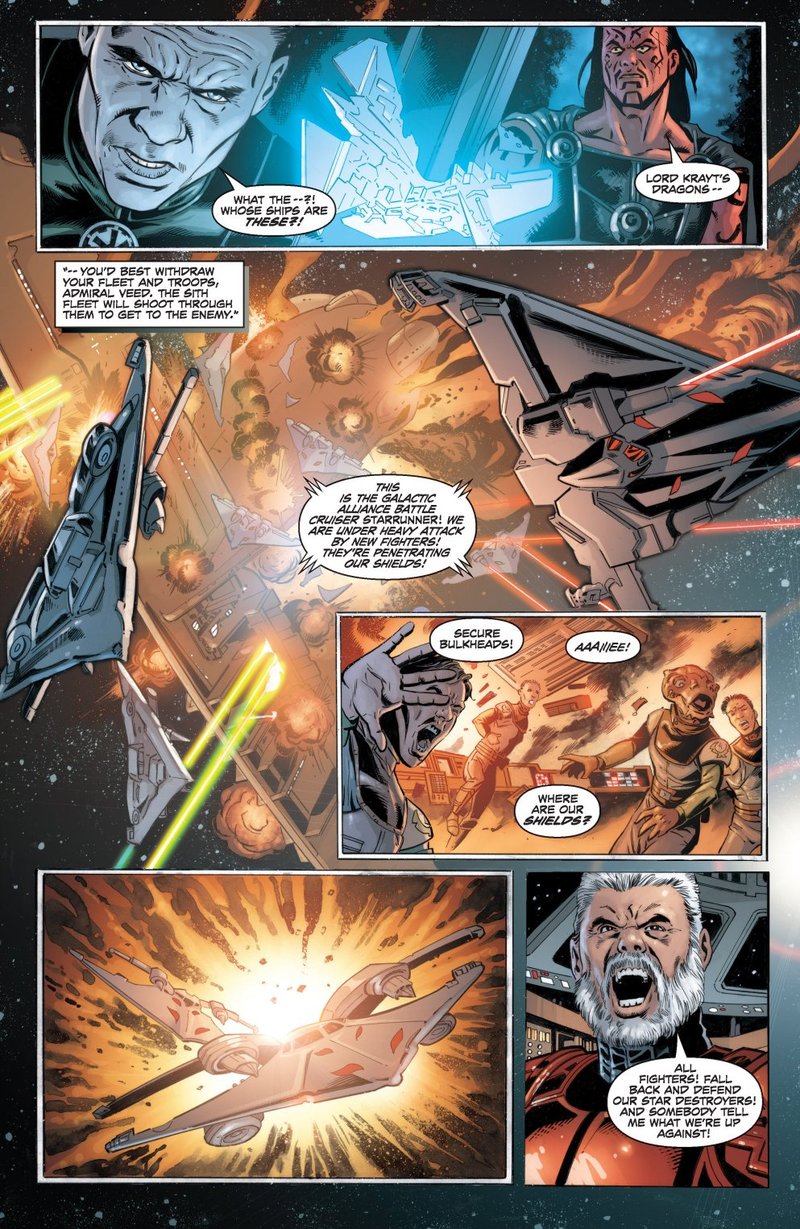 WHAT THE --?!
WHOSE SHIPS ARE
THESE?!
LORD KRAYT'S
DRAGONS --
"-- YOU'D BEST WITHDRAW
YOUR FLEET AND TROOPS,
ADMIRAL VEED. THE SITH
FLEET WILL SHOOT THROUGH
THEM TO GET TO THE ENEMY."
THIS
IS THE GALACTIC
ALLIANCE BATTLE
CRUISER STARRUNNER! WE
ARE UNDER HEAVY ATTACK
BY NEW FIGHTERS!
THEY'RE PENETRATING
OUR SHIELDS!
SECURE
BULKHEADS!
AAAIIIEE!
WHERE
ARE OUR
SHIELDS?
ALL
FIGHTERS! FALL
BACK AND DEFEND
OUR STAR DESTROYERS!
AND SOMEBODY TELL
ME WHAT WE'RE UP
AGAINST!